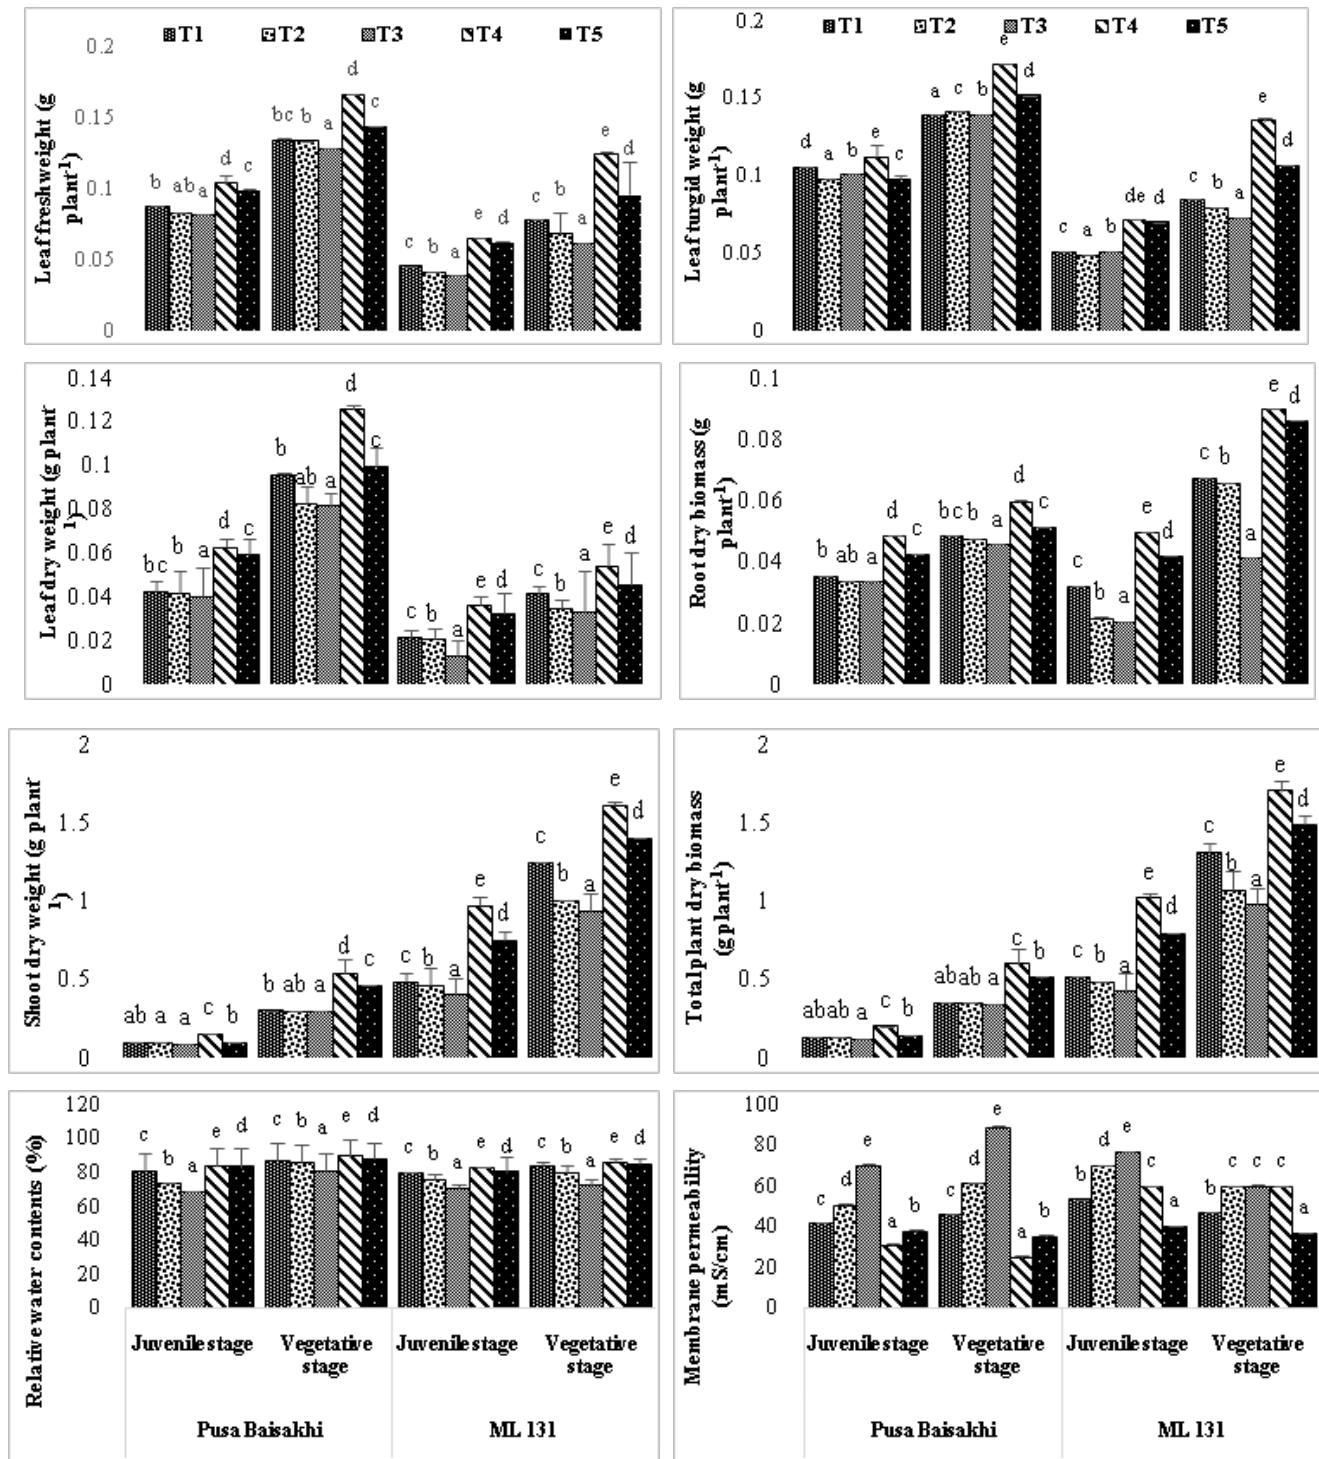 T1 T2 T3 T4 T5
Leaf fresh weight (g
plant-1)
0.2
0.15
0.1
0.05
0
b ab a d c
bc b a d c
c b a e d
c b a e d
T1 T2 T3 T4 T5
Leaf turgid weight (g
plant-1)
0.2
0.15
0.1
0.05
0
d a b e c
a c b e d
c a b de d
c b a e d
Leaf dry weight (g plant
1)
0.14
0.12
0.1
0.08
0.06
0.04
0.02
0
bc b a d c
b ab a d c
c b a e d
c b a e d
Root dry biomass (g
plant-1)
0.1
0.08
0.06
0.04
0.02
0
b ab a d c
bc b a d c
c b a e d
c b a e d
Shoot dry weight (g plant
1)
2
1.5
1
0.5
0
ab a a c b
b ab a d c
c b a e d
c b a e d
Total plant dry biomass
(g plant-1)
2
1.5
1
0.5
0
ab ab a c b
ab ab a c b
c b a e d
c b a e d
Relative water contents (%)
120
100
80
60
40
20
0
c b a e d
c b a e d
c b a e d
c b a e d
Juvenile stage Vegetative stage Juvenile stage Vegetative stage
Pusa Baisakhi ML 131
Membrane permeability
(mS/cm)
100
80
60
40
20
0
c d e a b
c d e a b
b d e c a
b c c c a
Juvenile stage Vegetative stage Juvenile stage Vegetative stage
Pusa Baisakhi ML 131